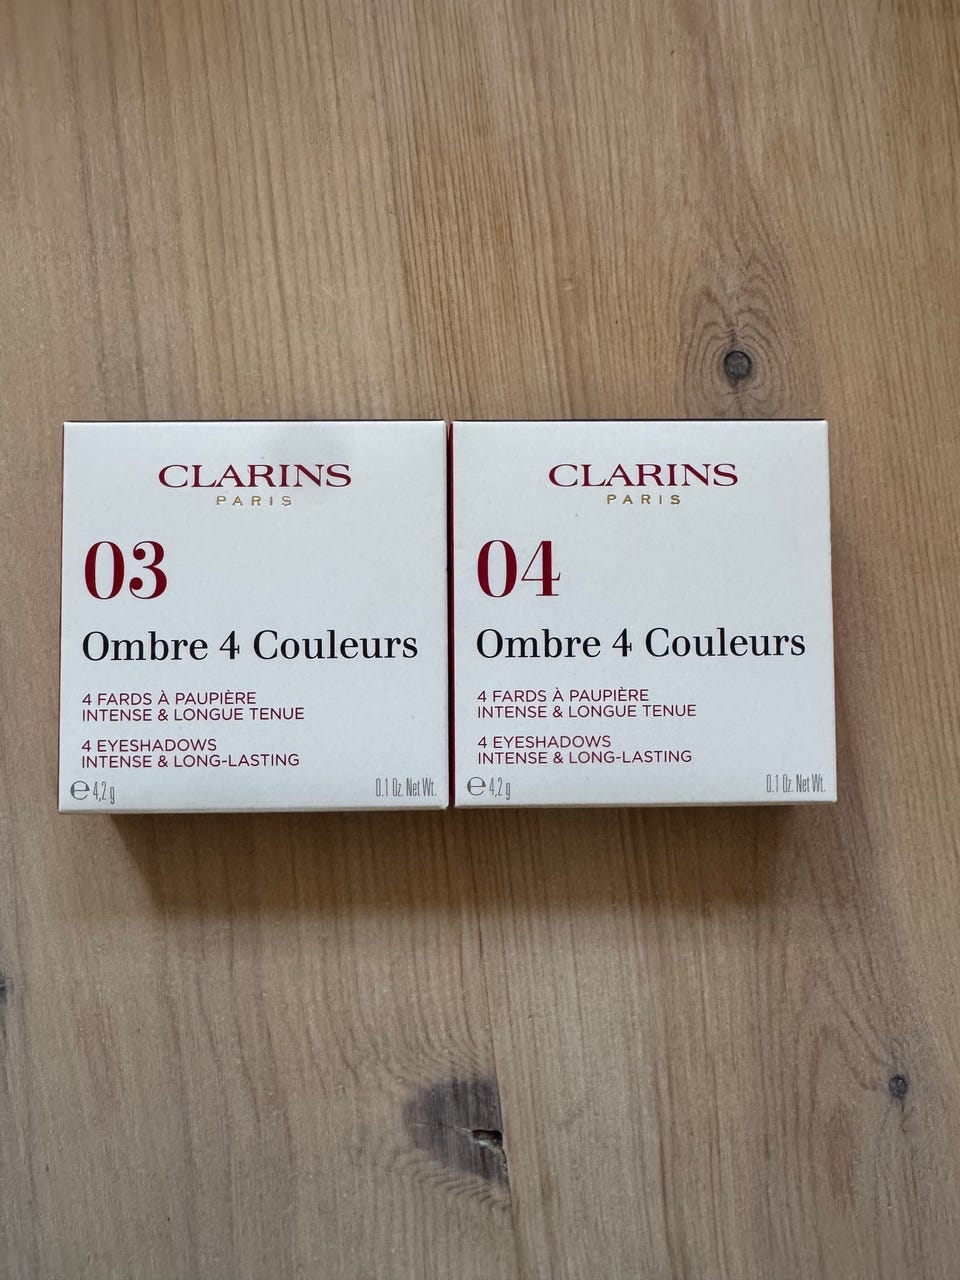 CLARINS
PARIS
03
Ombre 4 Couleurs
4 FARDS À PAUPIÈRE
INTENSE & LONGUE TENUE
4 EYESHADOWS
INTENSE & LONG-LASTING
℮ 4,2 g
0.1 Oz. Net Wt.
CLARINS
PARIS
04
Ombre 4 Couleurs
4 FARDS À PAUPIÈRE
INTENSE & LONGUE TENUE
4 EYESHADOWS
INTENSE & LONG-LASTING
℮ 4,2 g
0.1 Oz. Net Wt.